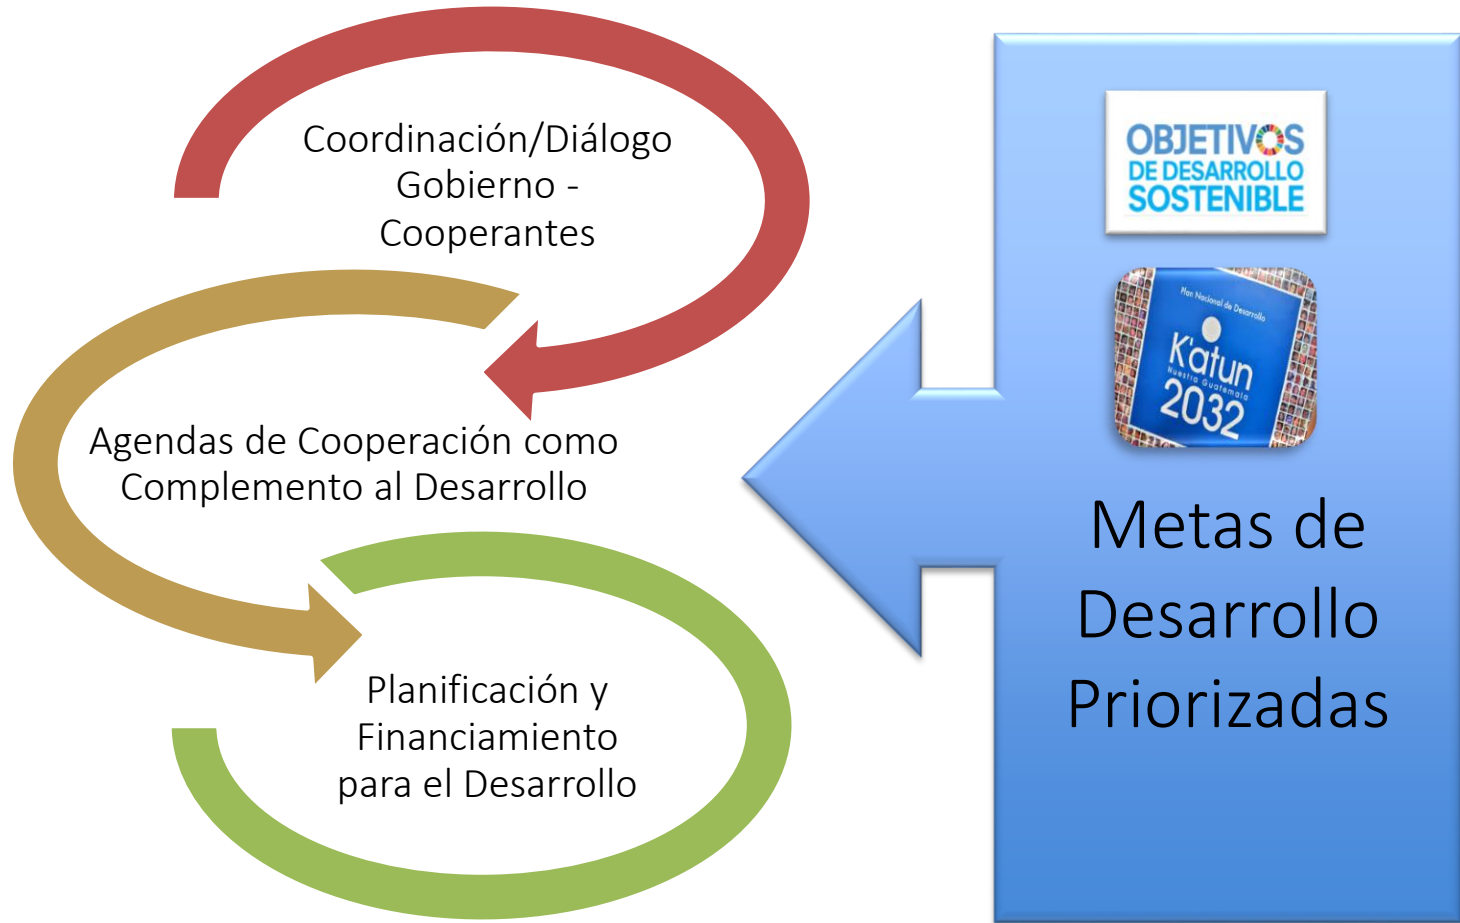 Coordinación/Diálogo
Gobierno -
Cooperantes
Agendas de Cooperación como
Complemento al Desarrollo
Planificación y
Financiamiento
para el Desarrollo
OBJETIVOS
DE DESARROLLO
SOSTENIBLE
Plan Nacional de Desarrollo
K'atun
Nuestra Guatemala
2032
Metas de
Desarrollo
Priorizadas